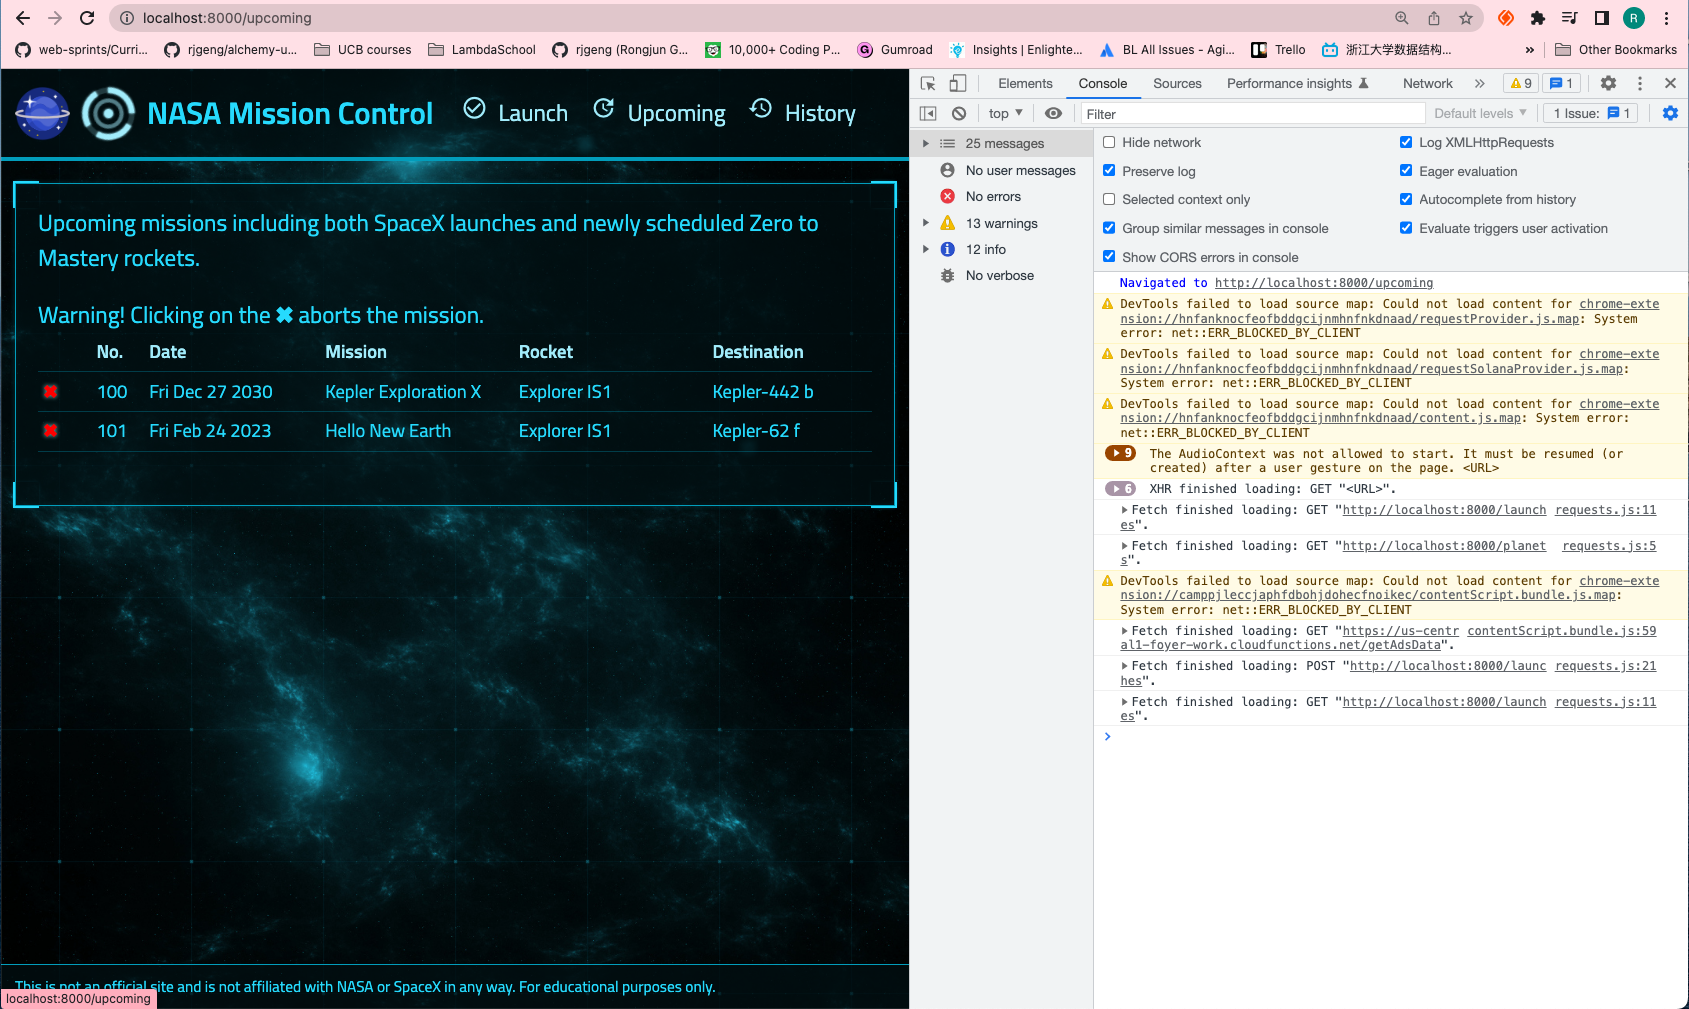 localhost:8000/upcoming
R
web-sprints/Curri...
rjgeng/alchemy-u...
UCB courses
LambdaSchool
rjgeng (Rongjun G...
10,000+ Coding P...
Gumroad
Insights | Enlighte...
BL All Issues - Agi...
Trello
浙江大学数据结构...
»
Other Bookmarks
NASA Mission Control
Launch
Upcoming
History
Upcoming missions including both SpaceX launches and newly scheduled Zero to
Mastery rockets.
Warning! Clicking on the ✖ aborts the mission.
No. Date Mission Rocket Destination
✖ 100 Fri Dec 27 2030 Kepler Exploration X Explorer IS1 Kepler-442 b
✖ 101 Fri Feb 24 2023 Hello New Earth Explorer IS1 Kepler-62 f
This is not an official site and is not affiliated with NASA or SpaceX in any way. For educational purposes only.
localhost:8000/upcoming
Elements Console Sources Performance insights Network » 9 1
top Filter Default levels 1 Issue: 1
25 messages
No user messages
No errors
13 warnings
12 info
No verbose
Hide network
Log XMLHttpRequests
Preserve log
Eager evaluation
Selected context only
Autocomplete from history
Group similar messages in console
Evaluate triggers user activation
Show CORS errors in console
Navigated to http://localhost:8000/upcoming
DevTools failed to load source map: Could not load content for chrome-exte
nsion://hnfanknocfeofbddgcijnmhnfnkdnaad/requestProvider.js.map: System
error: net::ERR_BLOCKED_BY_CLIENT
DevTools failed to load source map: Could not load content for chrome-exte
nsion://hnfanknocfeofbddgcijnmhnfnkdnaad/requestSolanaProvider.js.map:
System error: net::ERR_BLOCKED_BY_CLIENT
DevTools failed to load source map: Could not load content for chrome-exte
nsion://hnfanknocfeofbddgcijnmhnfnkdnaad/content.js.map: System error:
net::ERR_BLOCKED_BY_CLIENT
9 The AudioContext was not allowed to start. It must be resumed (or
created) after a user gesture on the page. <URL>
6 XHR finished loading: GET "<URL>".
Fetch finished loading: GET "http://localhost:8000/launch requests.js:11
es".
Fetch finished loading: GET "http://localhost:8000/planet requests.js:5
s".
DevTools failed to load source map: Could not load content for chrome-exte
nsion://camppjleccjaphfdbohjdohecfnoikec/contentScript.bundle.js.map:
System error: net::ERR_BLOCKED_BY_CLIENT
Fetch finished loading: GET "https://us-centr contentScript.bundle.js:59
al1-foyer-work.cloudfunctions.net/getAdsData".
Fetch finished loading: POST "http://localhost:8000/launc requests.js:21
hes".
Fetch finished loading: GET "http://localhost:8000/launch requests.js:11
es".